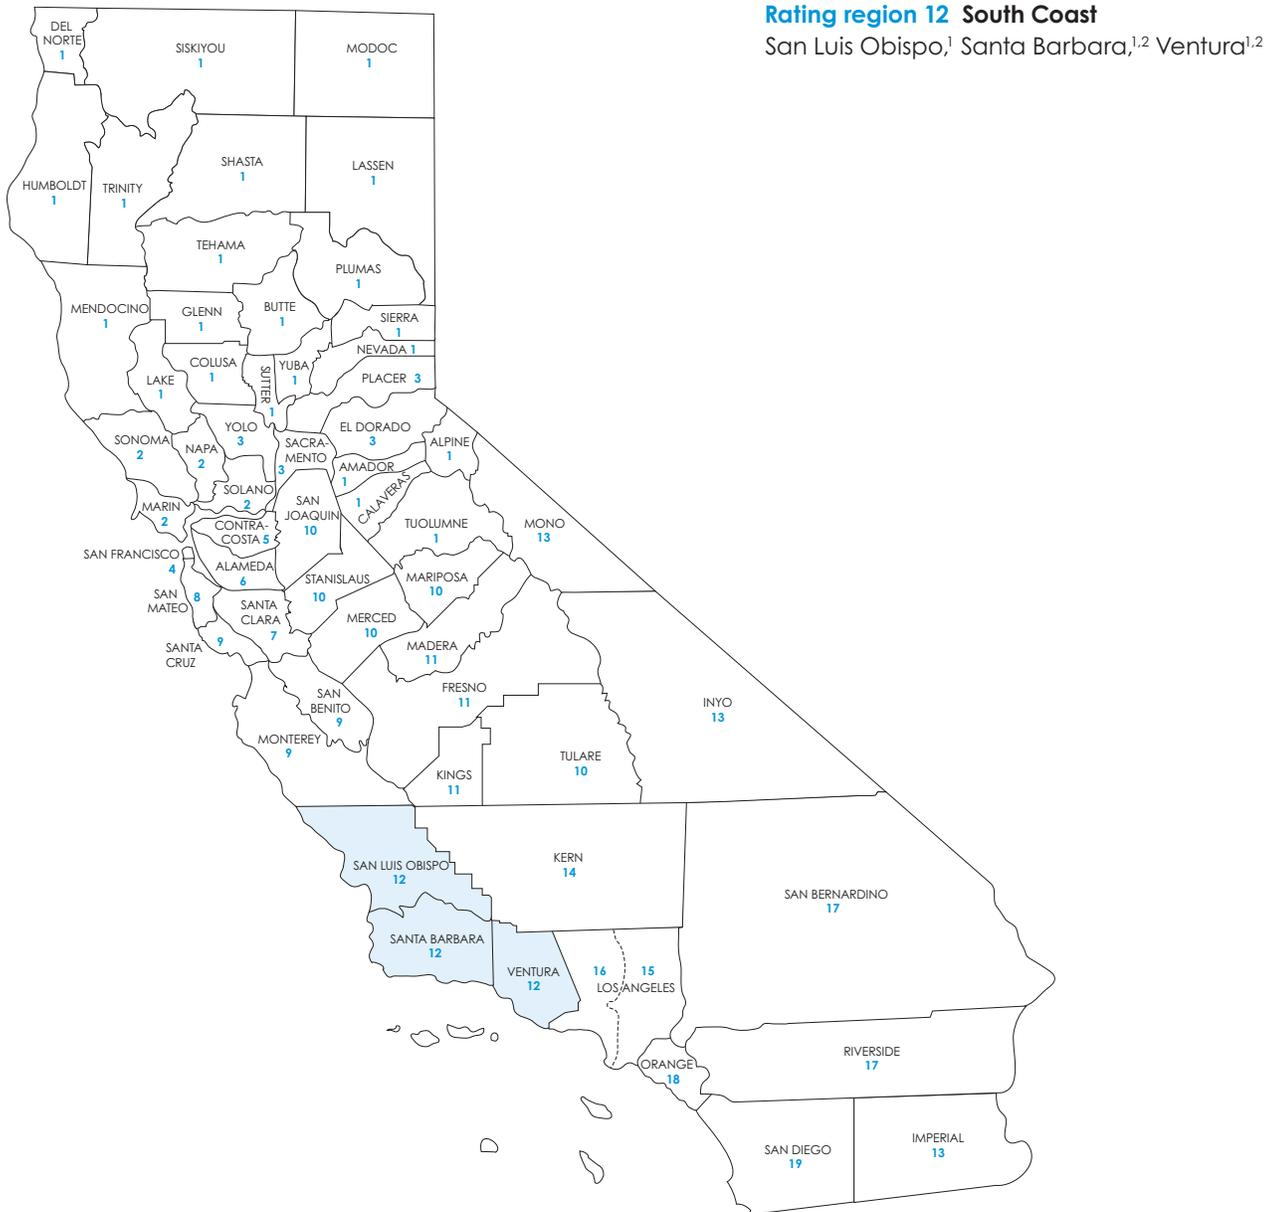 Rating region 12 South Coast
San Luis Obispo,¹ Santa Barbara,¹,² Ventura¹,²
DEL
NORTE
1
SISKIYOU
1
MODOC
1
HUMBOLDT
1
TRINITY
1
SHASTA
1
LASSEN
1
TEHAMA
1
PLUMAS
1
MENDOCINO
1
GLENN
1
BUTTE
1
SIERRA
1
NEVADA 1
COLUSA
1
SUTTER
1
YUBA
1
PLACER 3
LAKE
1
SONOMA
2
NAPA
2
YOLO
3
SACRA-
MENTO
3
EL DORADO
3
ALPINE
1
AMADOR
1
CALAVERAS
1
SOLANO
2
MARIN
2
SAN
JOAQUIN
10
CONTRA-
COSTA 5
TUOLUMNE
1
MONO
13
SAN FRANCISCO
4
ALAMEDA
6
STANISLAUS
10
MARIPOSA
10
SAN
MATEO
8
SANTA
CLARA
7
MERCED
10
SANTA
CRUZ
9
MADERA
11
SAN
BENITO
9
FRESNO
11
INYO
13
MONTEREY
9
KINGS
11
TULARE
10
SAN LUIS OBISPO
12
KERN
14
SAN BERNARDINO
17
SANTA BARBARA
12
VENTURA
12
16 15
LOS ANGELES
ORANGE
18
RIVERSIDE
17
SAN DIEGO
19
IMPERIAL
13